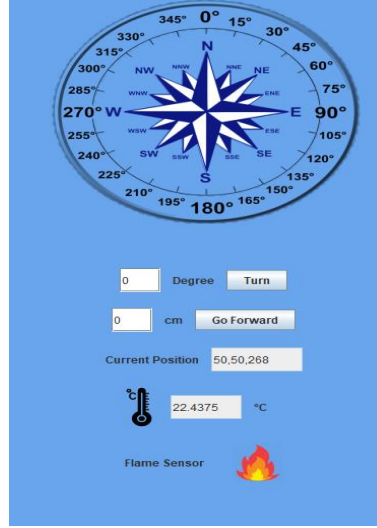 345° 0° 15°
330° 30°
315° N 45°
300° NW NNW NNE NE 60°
285° WNW ENE 75°
270° W E 90°
255° WSW ESE 105°
240° SW SSW SSE SE 120°
225° S 135°
210° 150°
195° 180° 165°
0 Degree Turn
0 cm Go Forward
Current Position 50,50,268
°C
22.4375 °C
Flame Sensor